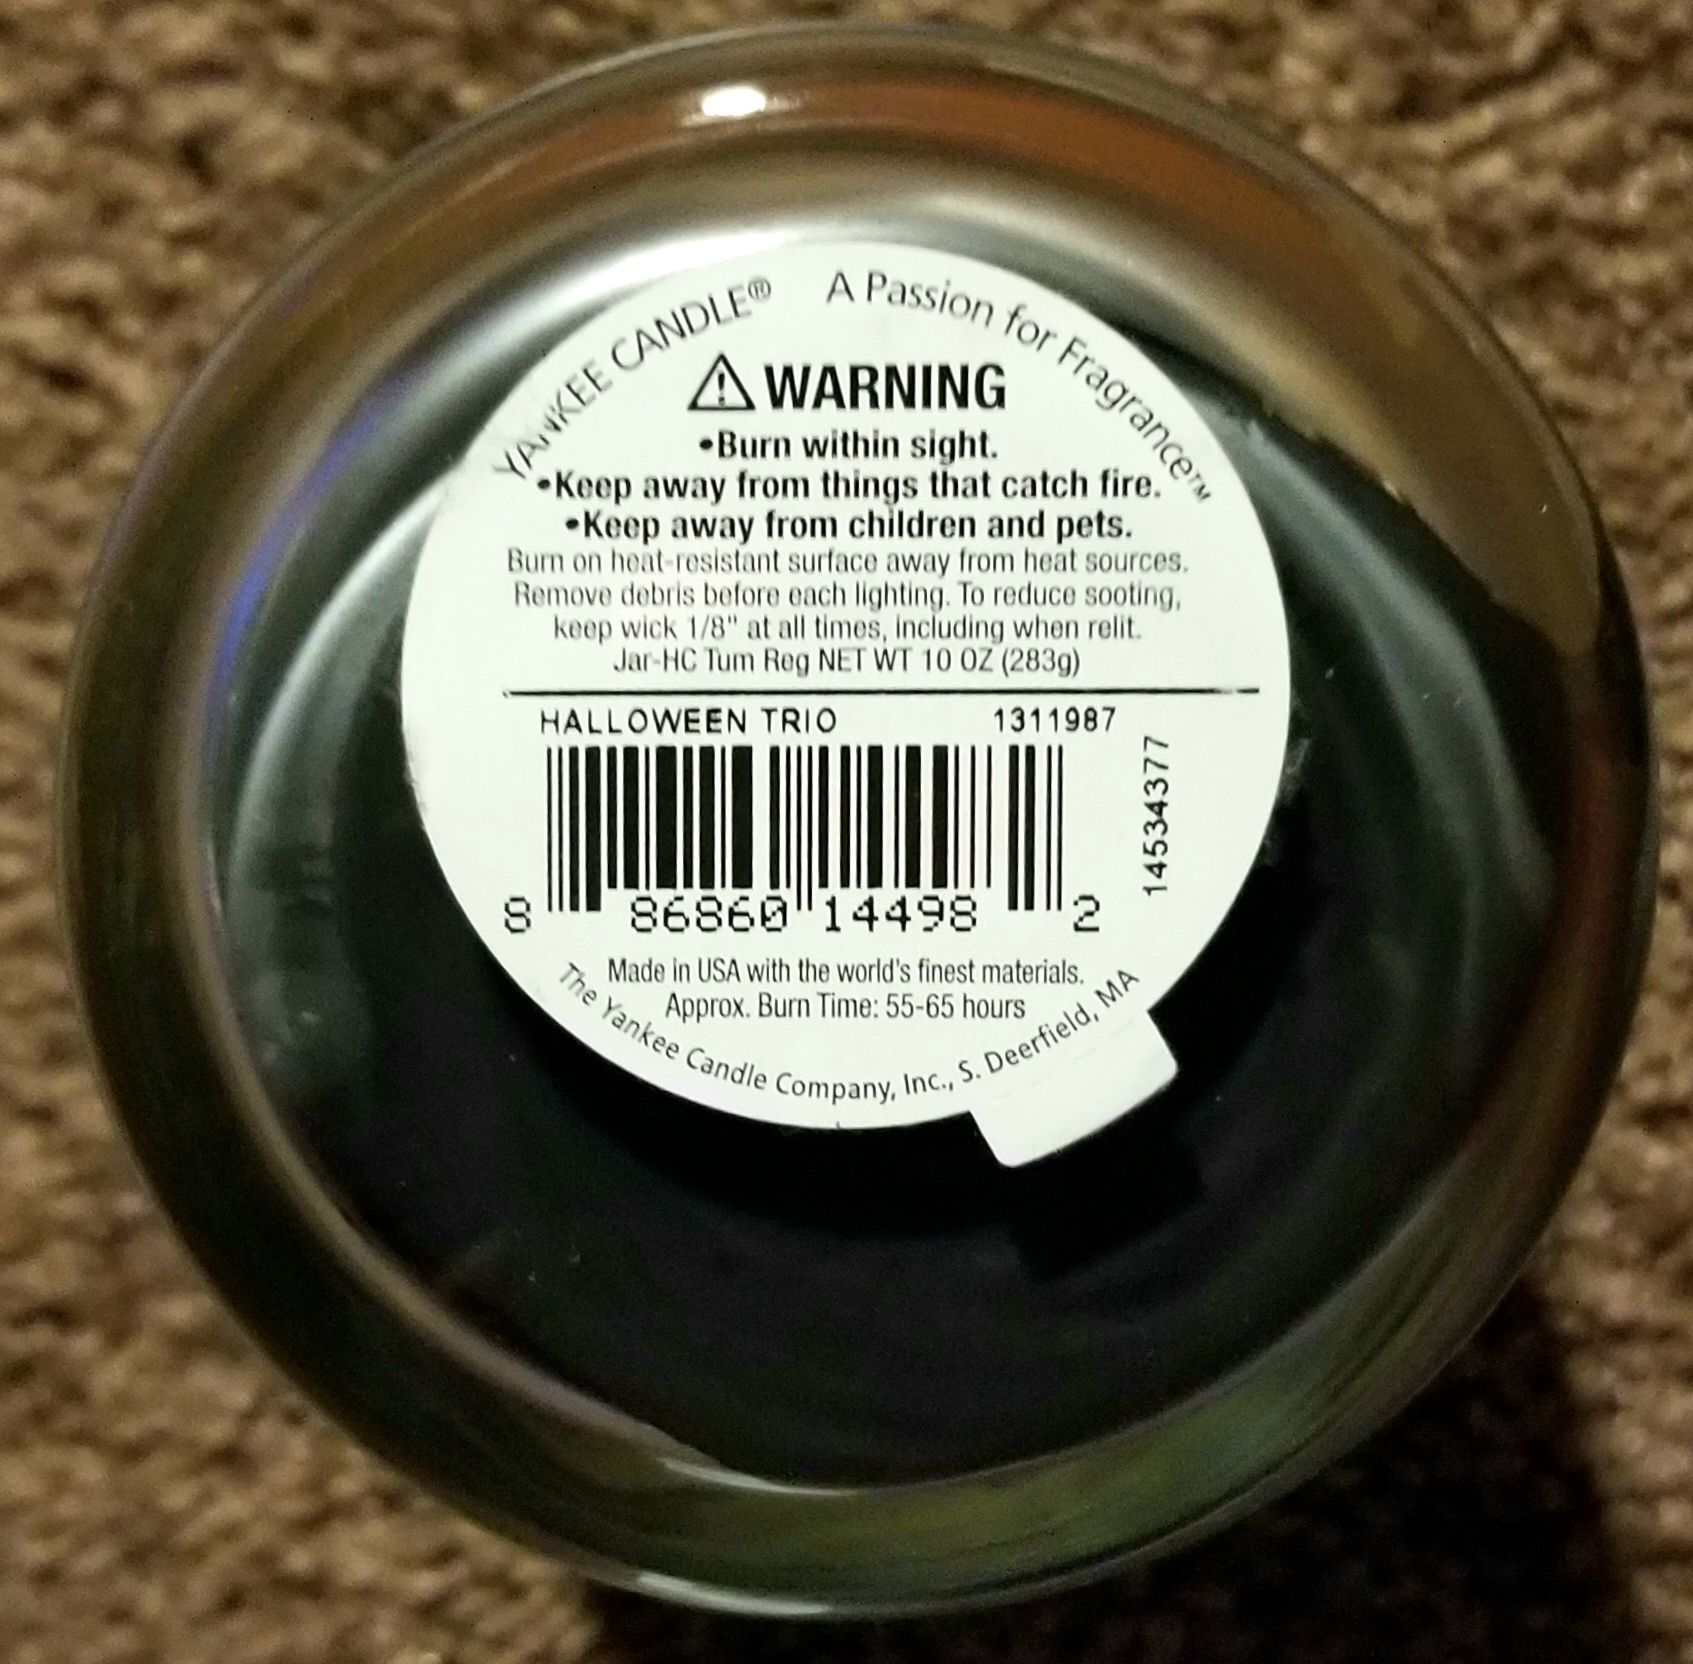 YANKEE CANDLE® A Passion for Fragrance™
⚠ WARNING
•Burn within sight.
•Keep away from things that catch fire.
•Keep away from children and pets.
Burn on heat-resistant surface away from heat sources.
Remove debris before each lighting. To reduce sooting,
keep wick 1/8" at all times, including when relit.
Jar-HC Tum Reg NET WT 10 OZ (283g)
HALLOWEEN TRIO 1311987
14534377
8 86860 14498 2
Made in USA with the world's finest materials.
Approx. Burn Time: 55-65 hours
The Yankee Candle Company, Inc., S. Deerfield, MA